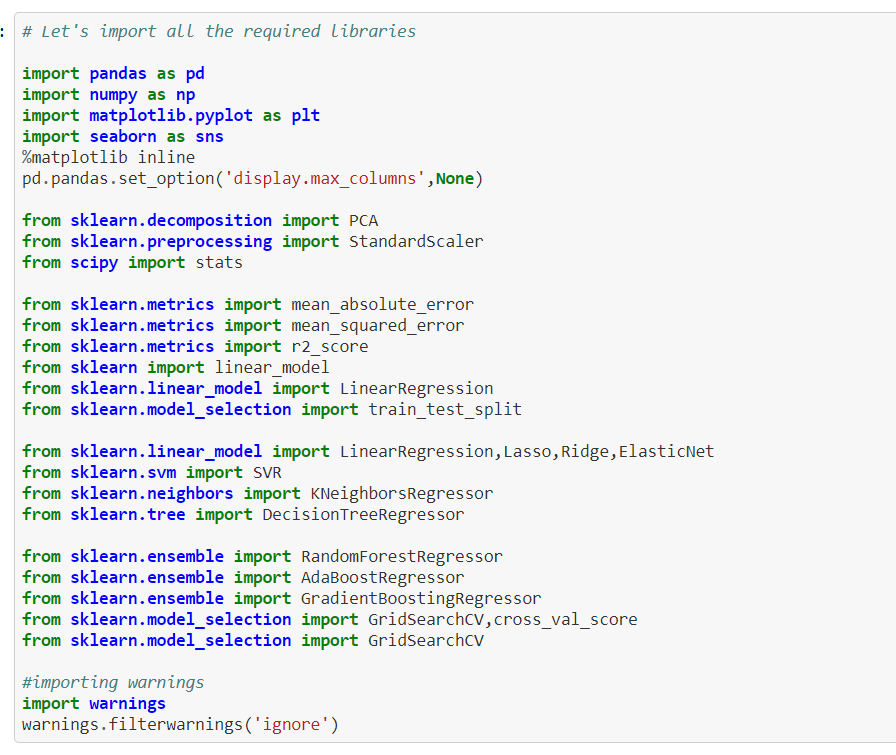 : # Let's import all the required libraries
import pandas as pd
import numpy as np
import matplotlib.pyplot as plt
import seaborn as sns
%matplotlib inline
pd.pandas.set_option('display.max_columns',None)
from sklearn.decomposition import PCA
from sklearn.preprocessing import StandardScaler
from scipy import stats
from sklearn.metrics import mean_absolute_error
from sklearn.metrics import mean_squared_error
from sklearn.metrics import r2_score
from sklearn import linear_model
from sklearn.linear_model import LinearRegression
from sklearn.model_selection import train_test_split
from sklearn.linear_model import LinearRegression,Lasso,Ridge,ElasticNet
from sklearn.svm import SVR
from sklearn.neighbors import KNeighborsRegressor
from sklearn.tree import DecisionTreeRegressor
from sklearn.ensemble import RandomForestRegressor
from sklearn.ensemble import AdaBoostRegressor
from sklearn.ensemble import GradientBoostingRegressor
from sklearn.model_selection import GridSearchCV,cross_val_score
from sklearn.model_selection import GridSearchCV
#importing warnings
import warnings
warnings.filterwarnings('ignore')